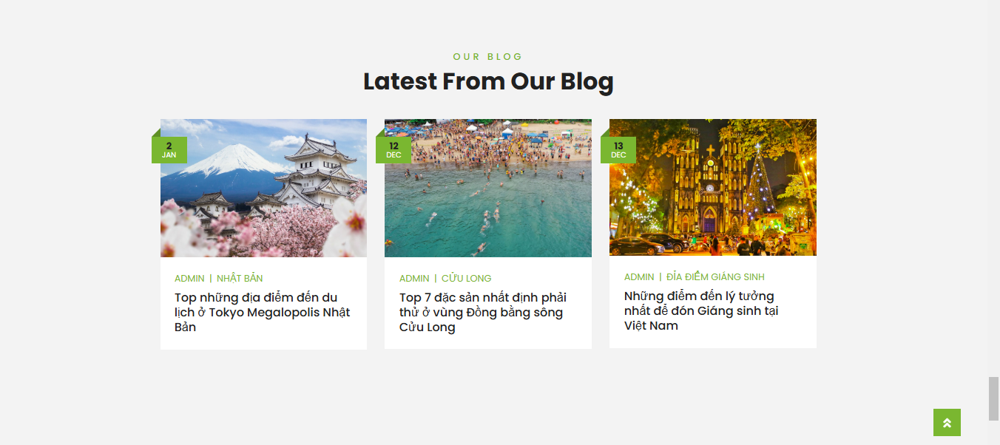 OUR BLOG
Latest From Our Blog
2
JAN
ADMIN | NHẬT BẢN
Top những địa điểm đến du
lịch ở Tokyo Megalopolis Nhật
Bản
12
DEC
ADMIN | CỬU LONG
Top 7 đặc sản nhất định phải
thử ở vùng Đồng bằng sông
Cửu Long
13
DEC
ADMIN | ĐỈA ĐIỂM GIÁNG SINH
Những điểm đến lý tưởng
nhất để đón Giáng sinh tại
Việt Nam